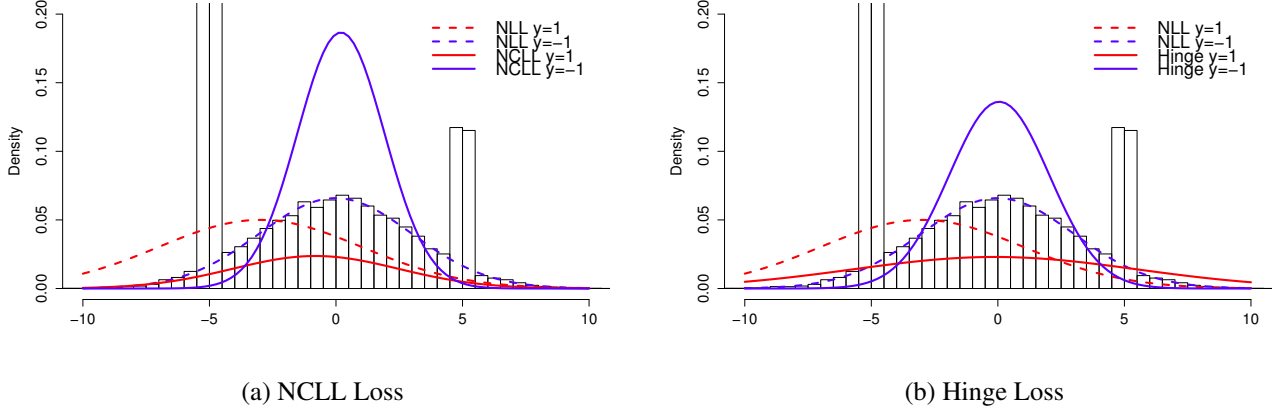 0.20
0.15
0.10
0.05
0.00
Density
−10 −5 0 5 10
NLL y=1
NLL y=−1
NCLL y=1
NCLL y=−1
(a) NCLL Loss
0.20
0.15
0.10
0.05
0.00
Density
−10 −5 0 5 10
NLL y=1
NLL y=−1
Hinge y=1
Hinge y=−1
(b) Hinge Loss